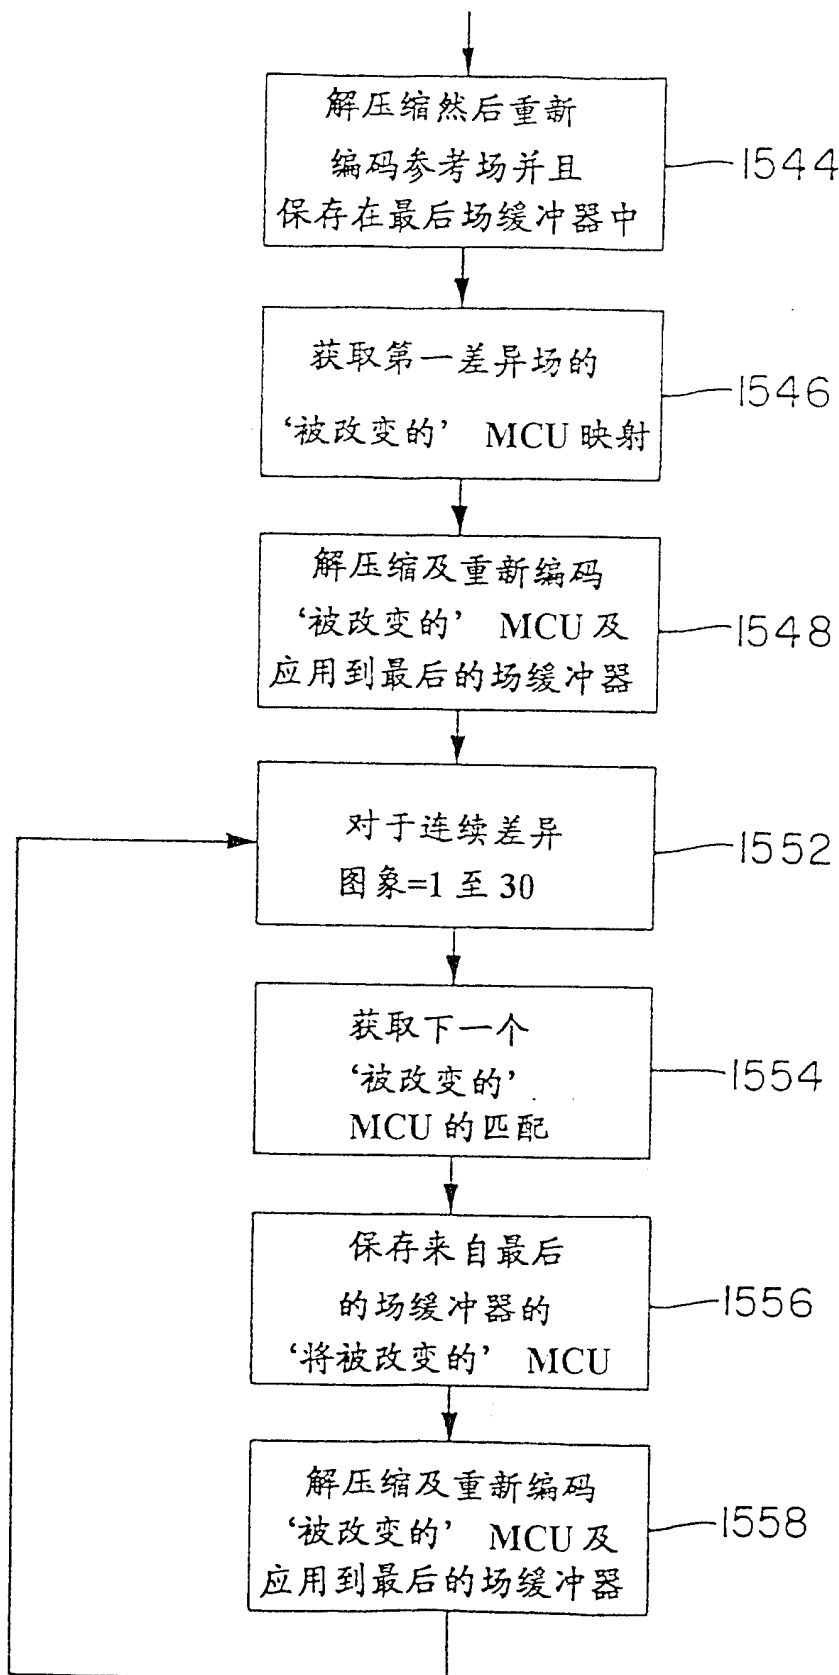 解压缩然后重新
编码参考场并且
保存在最后场缓冲器中
1544
获取第一差异场的
‘被改变的’ MCU 映射
1546
解压缩及重新编码
‘被改变的’ MCU 及
应用到最后的场缓冲器
1548
对于连续差异
图象=1 至 30
1552
获取下一个
‘被改变的’
MCU 的匹配
1554
保存来自最后
的场缓冲器的
‘将被改变的’ MCU
1556
解压缩及重新编码
‘被改变的’ MCU 及
应用到最后的场缓冲器
1558